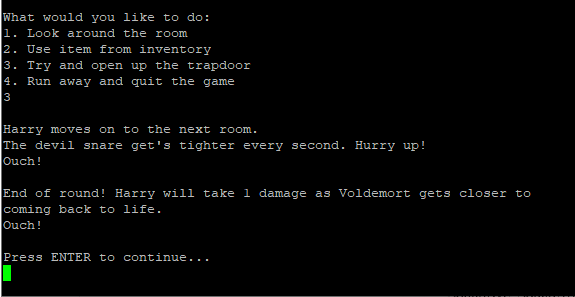 What would you like to do:
1. Look around the room
2. Use item from inventory
3. Try and open up the trapdoor
4. Run away and quit the game
3
Harry moves on to the next room.
The devil snare get's tighter every second. Hurry up!
Ouch!
End of round! Harry will take 1 damage as Voldemort gets closer to
coming back to life.
Ouch!
Press ENTER to continue...